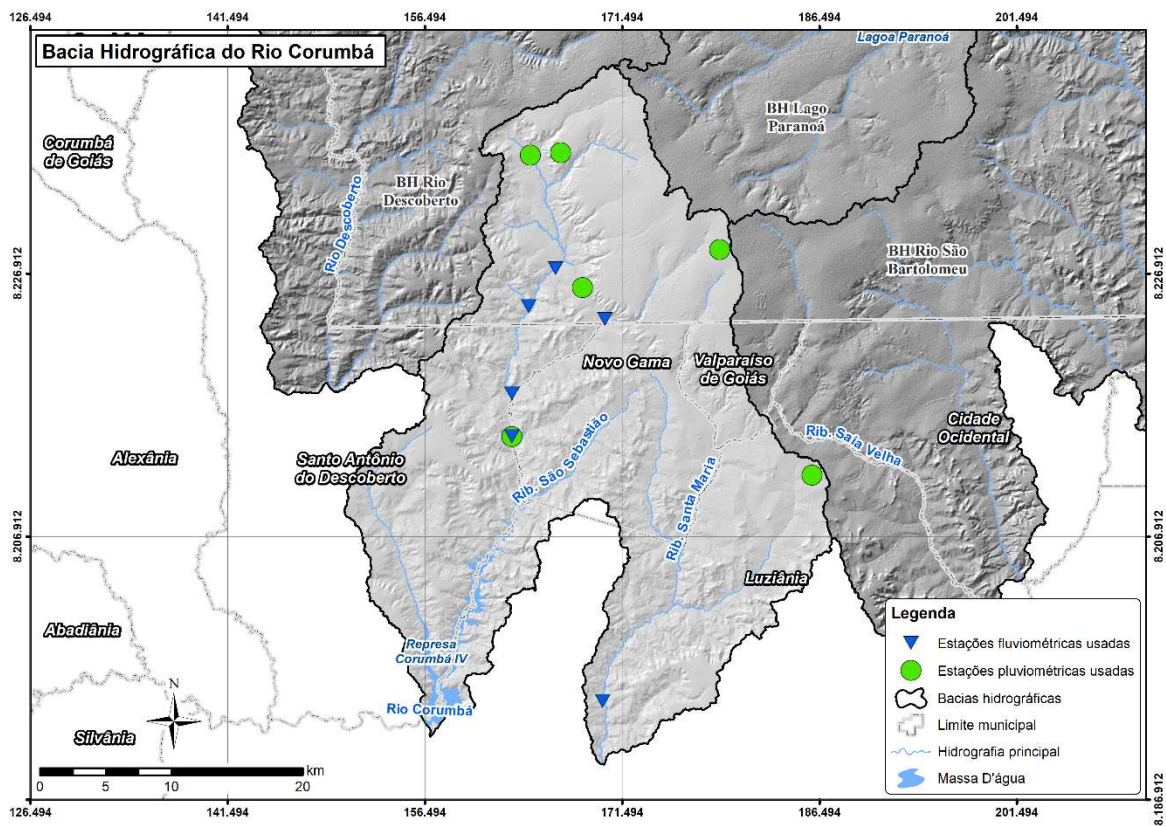 126.494
141.494
156.494
171.494
186.494
201.494
Bacia Hidrográfica do Rio Corumbá
Lagoa Paranoá
BH Lago
Paranoá
Corumbá
de Goiás
BH Rio
Descoberto
Rio Descoberto
BH Rio São
Bartolomeu
8.226.912
8.226.912
Novo Gama
Valparaíso
de Goiás
Cidade
Ocidental
Rib. Saia Velha
Alexânia
Santo Antônio
do Descoberto
Rib. São Sebastião
Rib. Santa Maria
8.206.912
8.206.912
Luziânia
Abadiânia
Represa
Corumbá IV
Rio Corumbá
Silvânia
N
km
0
5
10
20
Legenda
Estações fluviométricas usadas
Estações pluviométricas usadas
Bacias hidrográficas
Limite municipal
Hidrografia principal
Massa D'água
8.186.912
126.494
141.494
156.494
171.494
186.494
201.494